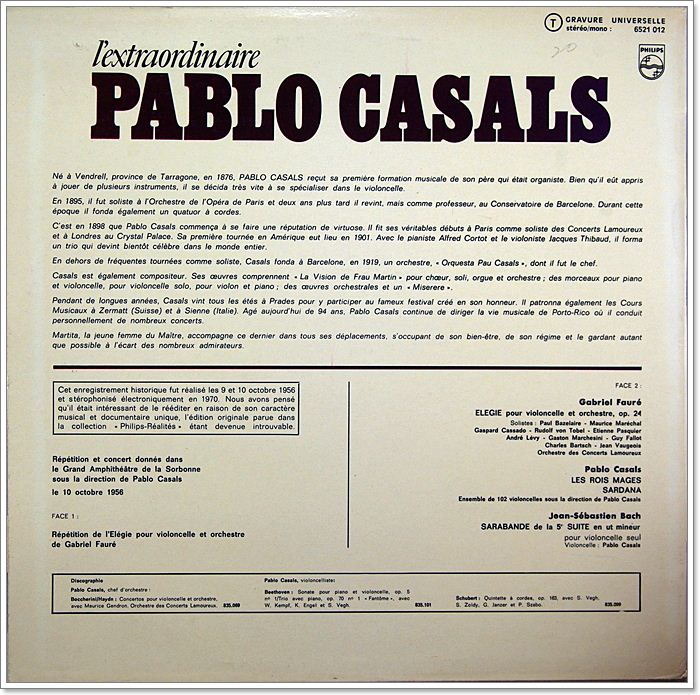 T GRAVURE UNIVERSELLE
stéréo/mono : 6521 012
20
PHILIPS
l'extraordinaire
PABLO CASALS
Né à Vendrell, province de Tarragone, en 1876, PABLO CASALS reçut sa première formation musicale de son père qui était organiste. Bien qu'il eût appris
à jouer de plusieurs instruments, il se décida très vite à se spécialiser dans le violoncelle.
En 1895, il fut soliste à l'Orchestre de l'Opéra de Paris et deux ans plus tard il revint, mais comme professeur, au Conservatoire de Barcelone. Durant cette
époque il fonda également un quatuor à cordes.
C'est en 1898 que Pablo Casals commença à se faire une réputation de virtuose. Il fit ses véritables débuts à Paris comme soliste des Concerts Lamoureux
et à Londres au Crystal Palace. Sa première tournée en Amérique eut lieu en 1901. Avec le pianiste Alfred Cortot et le violoniste Jacques Thibaud, il forma
un trio qui devint bientôt célèbre dans le monde entier.
En dehors de fréquentes tournées comme soliste, Casals fonda à Barcelone, en 1919, un orchestre, « Orquesta Pau Casals », dont il fut le chef.
Casals est également compositeur. Ses œuvres comprennent « La Vision de Frau Martin » pour chœur, soli, orgue et orchestre ; des morceaux pour piano
et violoncelle, pour violoncelle solo, pour violon et piano ; des œuvres orchestrales et un « Miserere ».
Pendant de longues années, Casals vint tous les étés à Prades pour y participer au fameux festival créé en son honneur. Il patronna également les Cours
Musicaux à Zermatt (Suisse) et à Sienne (Italie). Agé aujourd'hui de 94 ans, Pablo Casals continue de diriger la vie musicale de Porto-Rico où il conduit
personnellement de nombreux concerts.
Martita, la jeune femme du Maître, accompagne ce dernier dans tous ses déplacements, s'occupant de son bien-être, de son régime et le gardant autant
que possible à l'écart des nombreux admirateurs.
Cet enregistrement historique fut réalisé les 9 et 10 octobre 1956
et stéréophonisé électroniquement en 1970. Nous avons pensé
qu'il était intéressant de le rééditer en raison de son caractère
musical et documentaire unique, l'édition originale parue dans
la collection « Philips-Réalités » étant devenue introuvable.
Répétition et concert donnés dans
le Grand Amphithéâtre de la Sorbonne
sous la direction de Pablo Casals
le 10 octobre 1956
FACE 1 :
Répétition de l'Elégie pour violoncelle et orchestre
de Gabriel Fauré
FACE 2 :
Gabriel Fauré
ELEGIE pour violoncelle et orchestre, op. 24
Solistes : Paul Bazelaire - Maurice Maréchal
Gaspard Cassado - Rudolf von Tobel - Etienne Pasquier
André Lévy - Gaston Marchesini - Guy Fallot
Charles Bartsch - Jean Vaugeois
Orchestre des Concerts Lamoureux
Pablo Casals
LES ROIS MAGES
SARDANA
Ensemble de 102 violoncelles sous la direction de Pablo Casals
Jean-Sébastien Bach
SARABANDE de la 5e SUITE en ut mineur
pour violoncelle seul
Violoncelle : Pablo Casals
Discographie
Pablo Casals, chef d'orchestre :
Boccherini/Haydn : Concertos pour violoncelle et orchestre,
avec Maurice Gendron. Orchestre des Concerts Lamoureux. 835.069
Pablo Casals, violoncelliste :
Beethoven : Sonate pour piano et violoncelle, op. 5
n° 1/Trio avec piano, op. 70 n° 1 « Fantôme », avec
W. Kempf, K. Engel et S. Vegh. 835.101
Schubert : Quintette à cordes, op. 163, avec S. Vegh,
S. Zoldy, G. Janzer et P. Szabo. 835.099